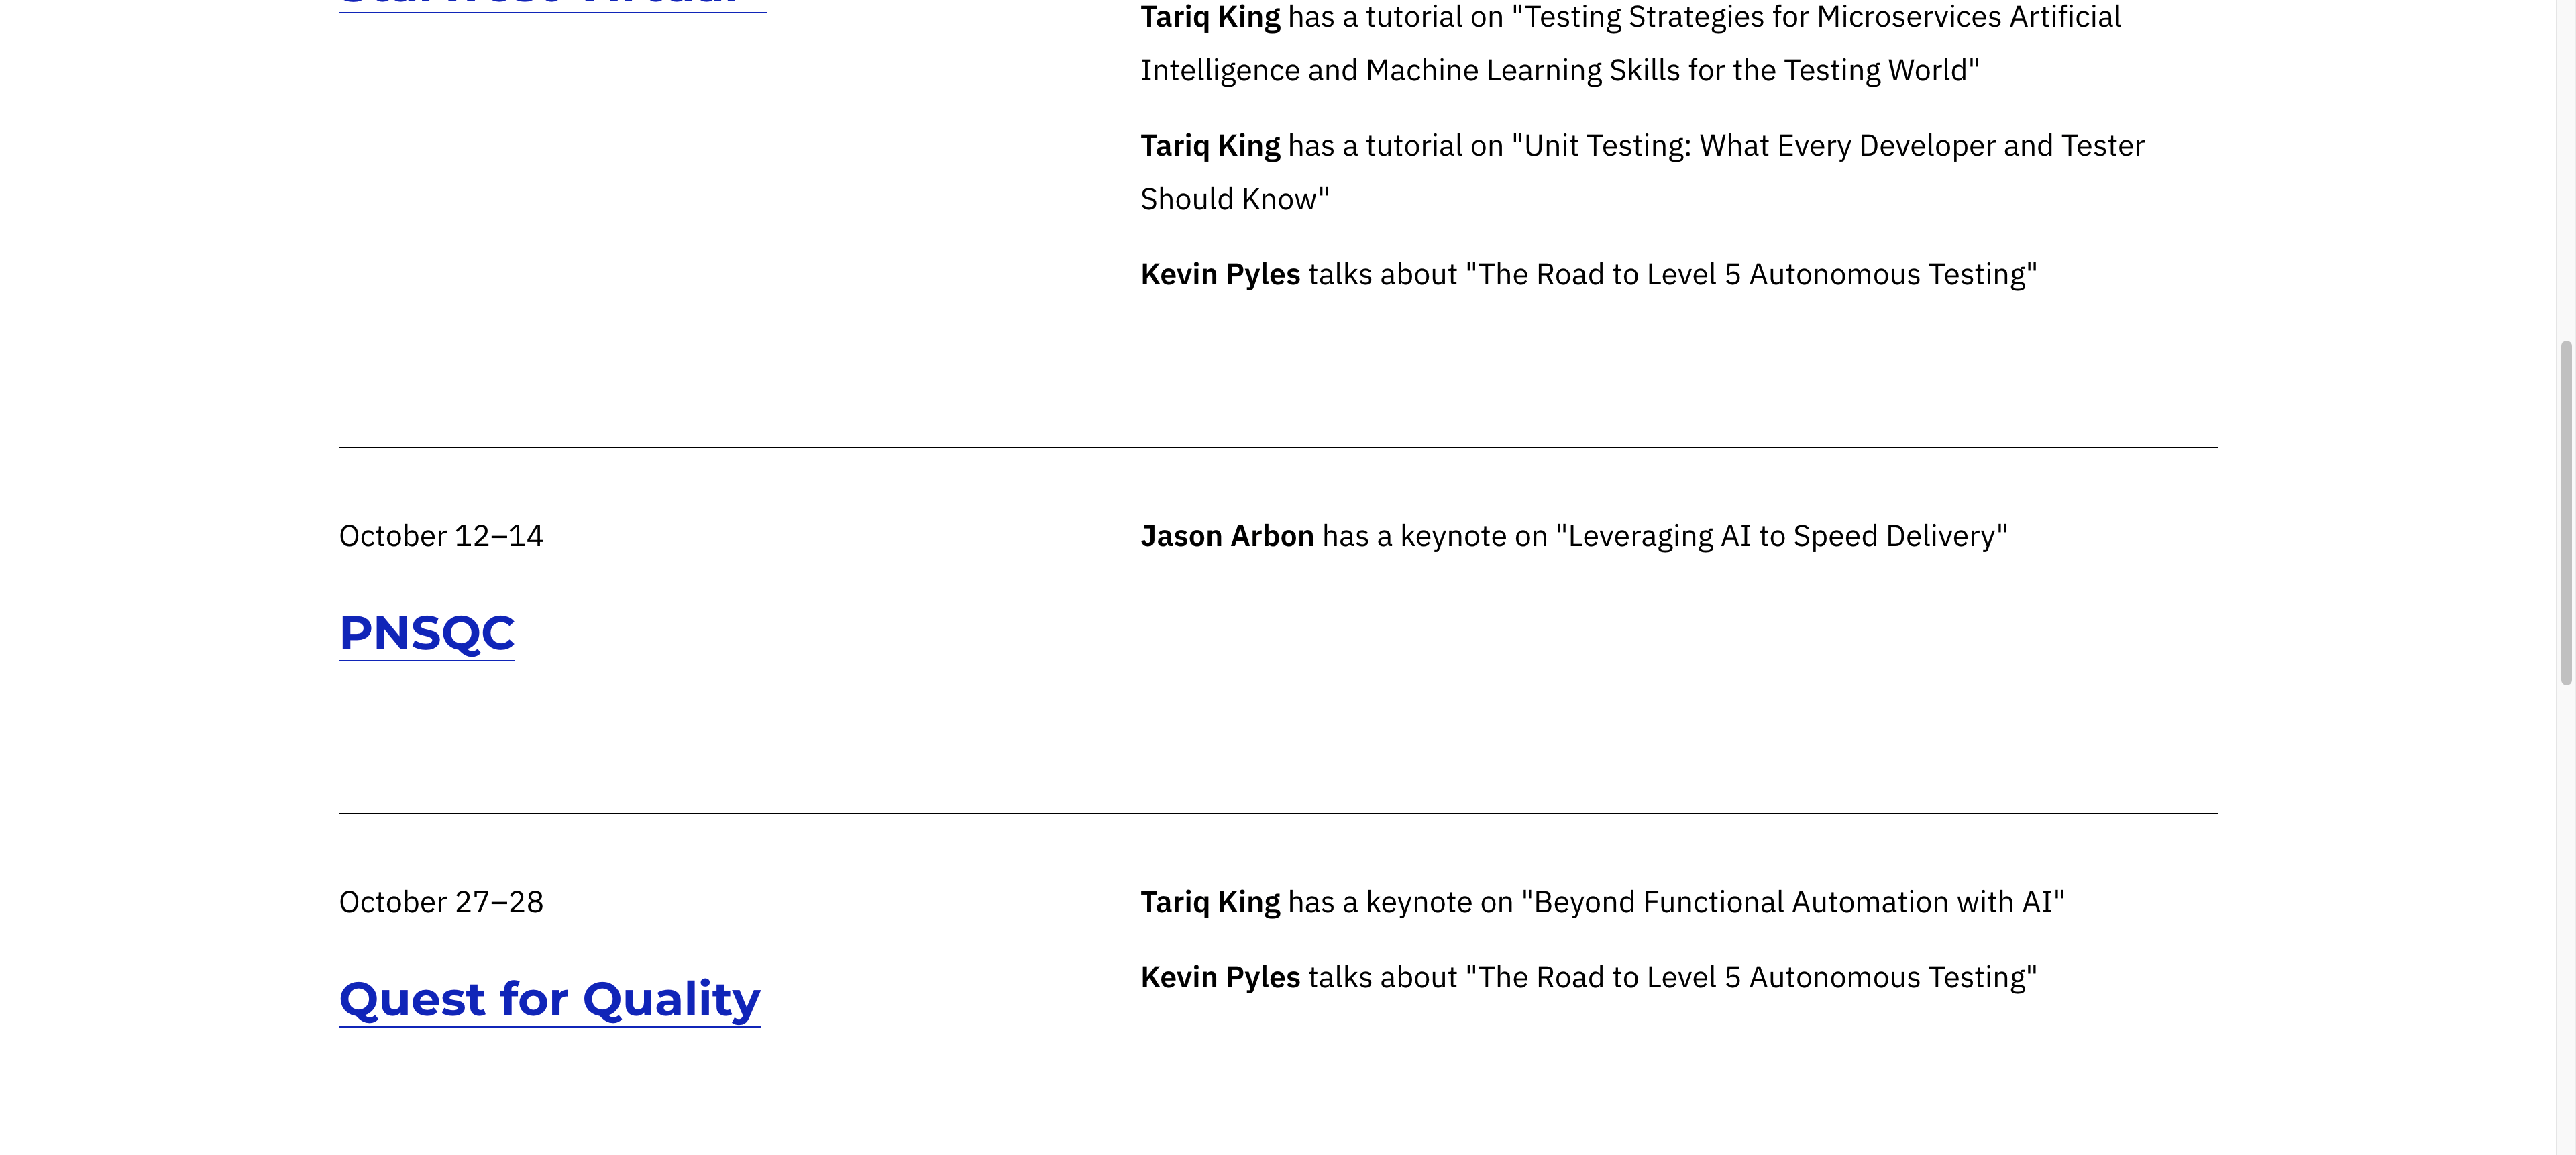 Tariq King has a tutorial on "Testing Strategies for Microservices Artificial
Intelligence and Machine Learning Skills for the Testing World"
Tariq King has a tutorial on "Unit Testing: What Every Developer and Tester
Should Know"
Kevin Pyles talks about "The Road to Level 5 Autonomous Testing"
October 12–14
PNSQC
Jason Arbon has a keynote on "Leveraging AI to Speed Delivery"
October 27–28
Quest for Quality
Tariq King has a keynote on "Beyond Functional Automation with AI"
Kevin Pyles talks about "The Road to Level 5 Autonomous Testing"